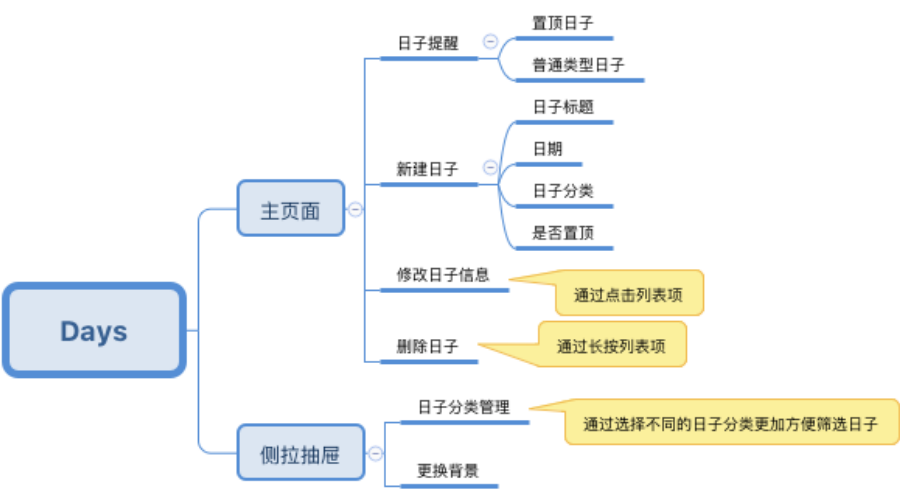 Days
主页面
日子提醒
置顶日子
普通类型日子
新建日子
日子标题
日期
日子分类
是否置顶
修改日子信息
通过点击列表项
删除日子
通过长按列表项
侧拉抽屉
日子分类管理
通过选择不同的日子分类更加方便筛选日子
更换背景